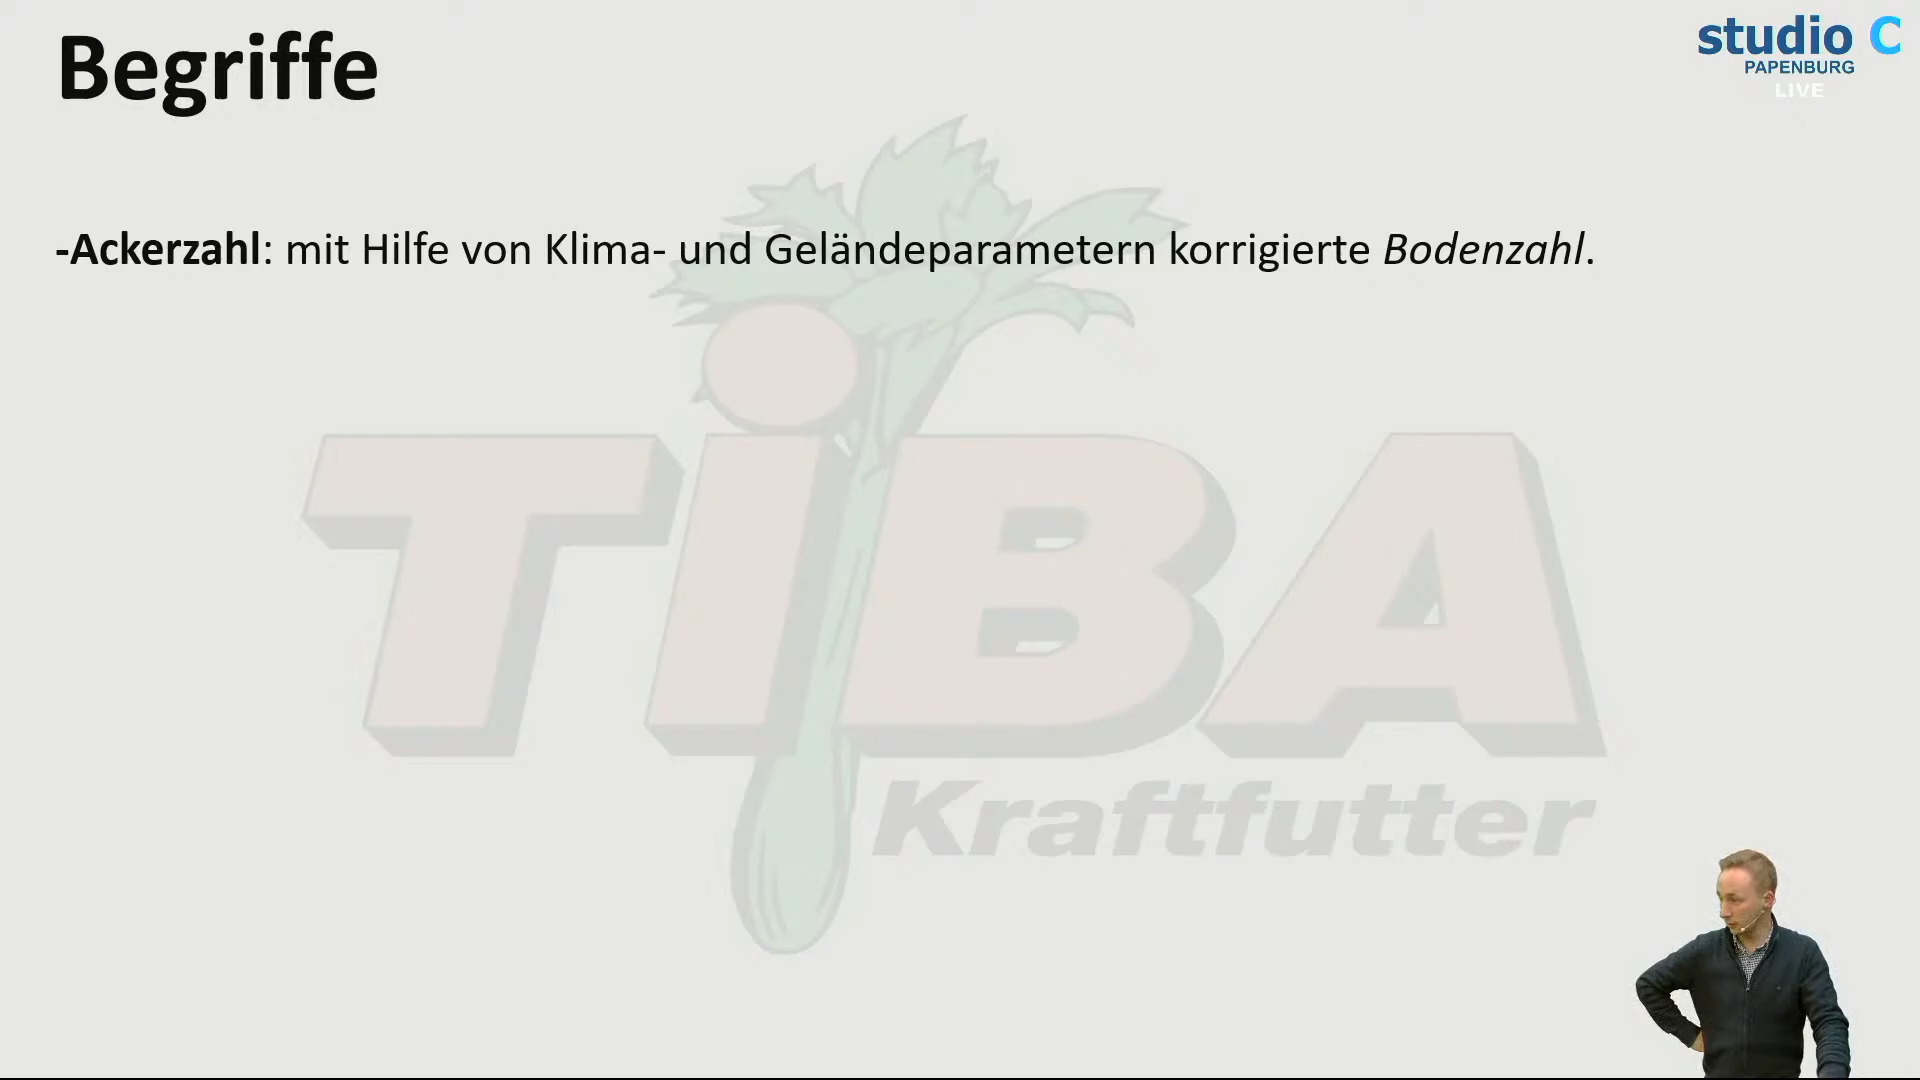 Begriffe
studio C
PAPENBURG
LIVE
-Ackerzahl: mit Hilfe von Klima- und Geländeparametern korrigierte Bodenzahl.
TiBA
Kraftfutter